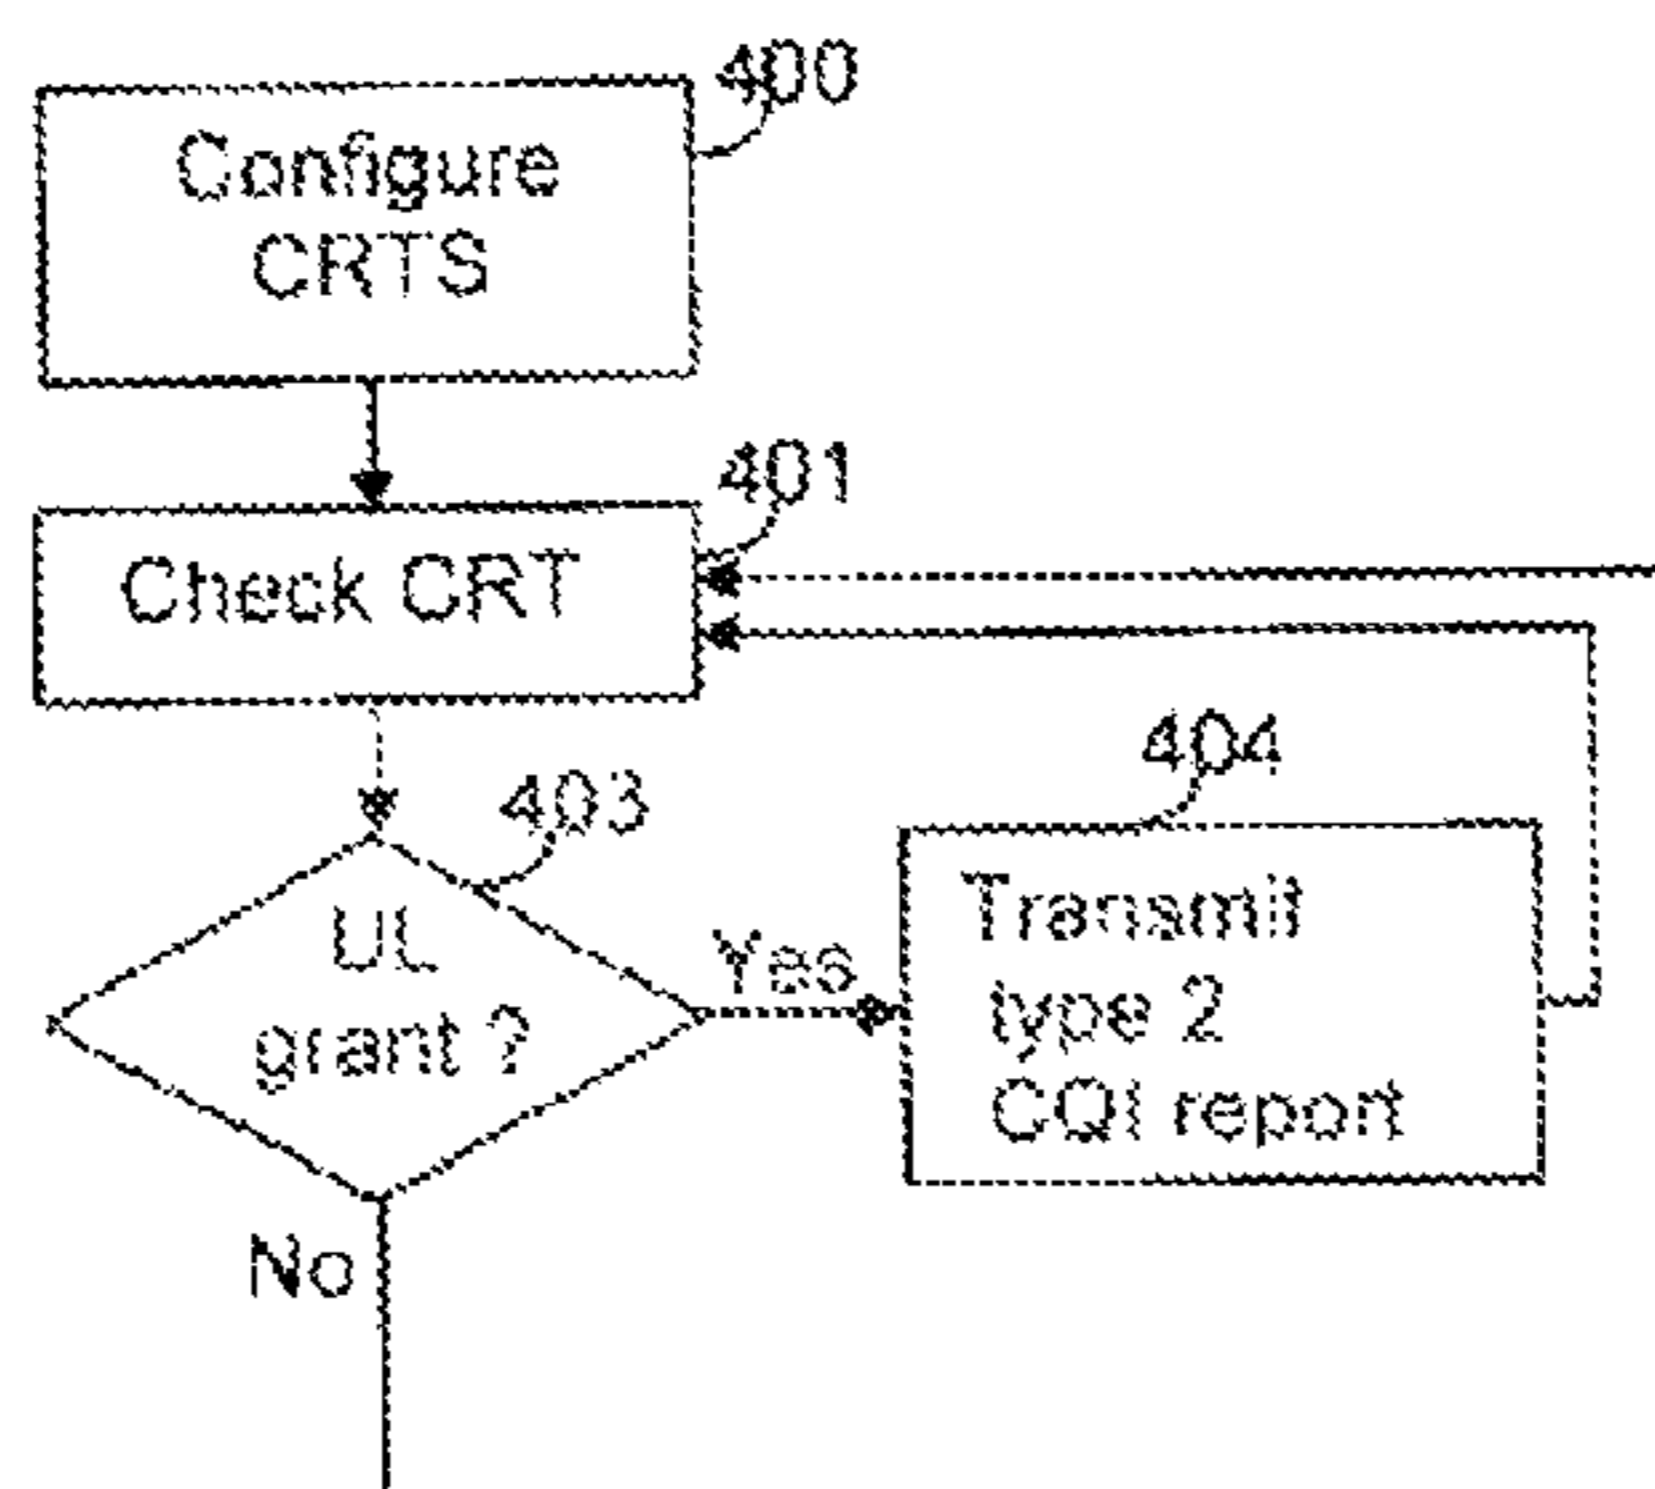 400
Configure
CRTS
401
Check CRT
404
403
UL
grant ?
Yes
Transmit
type 2
CQI report
No